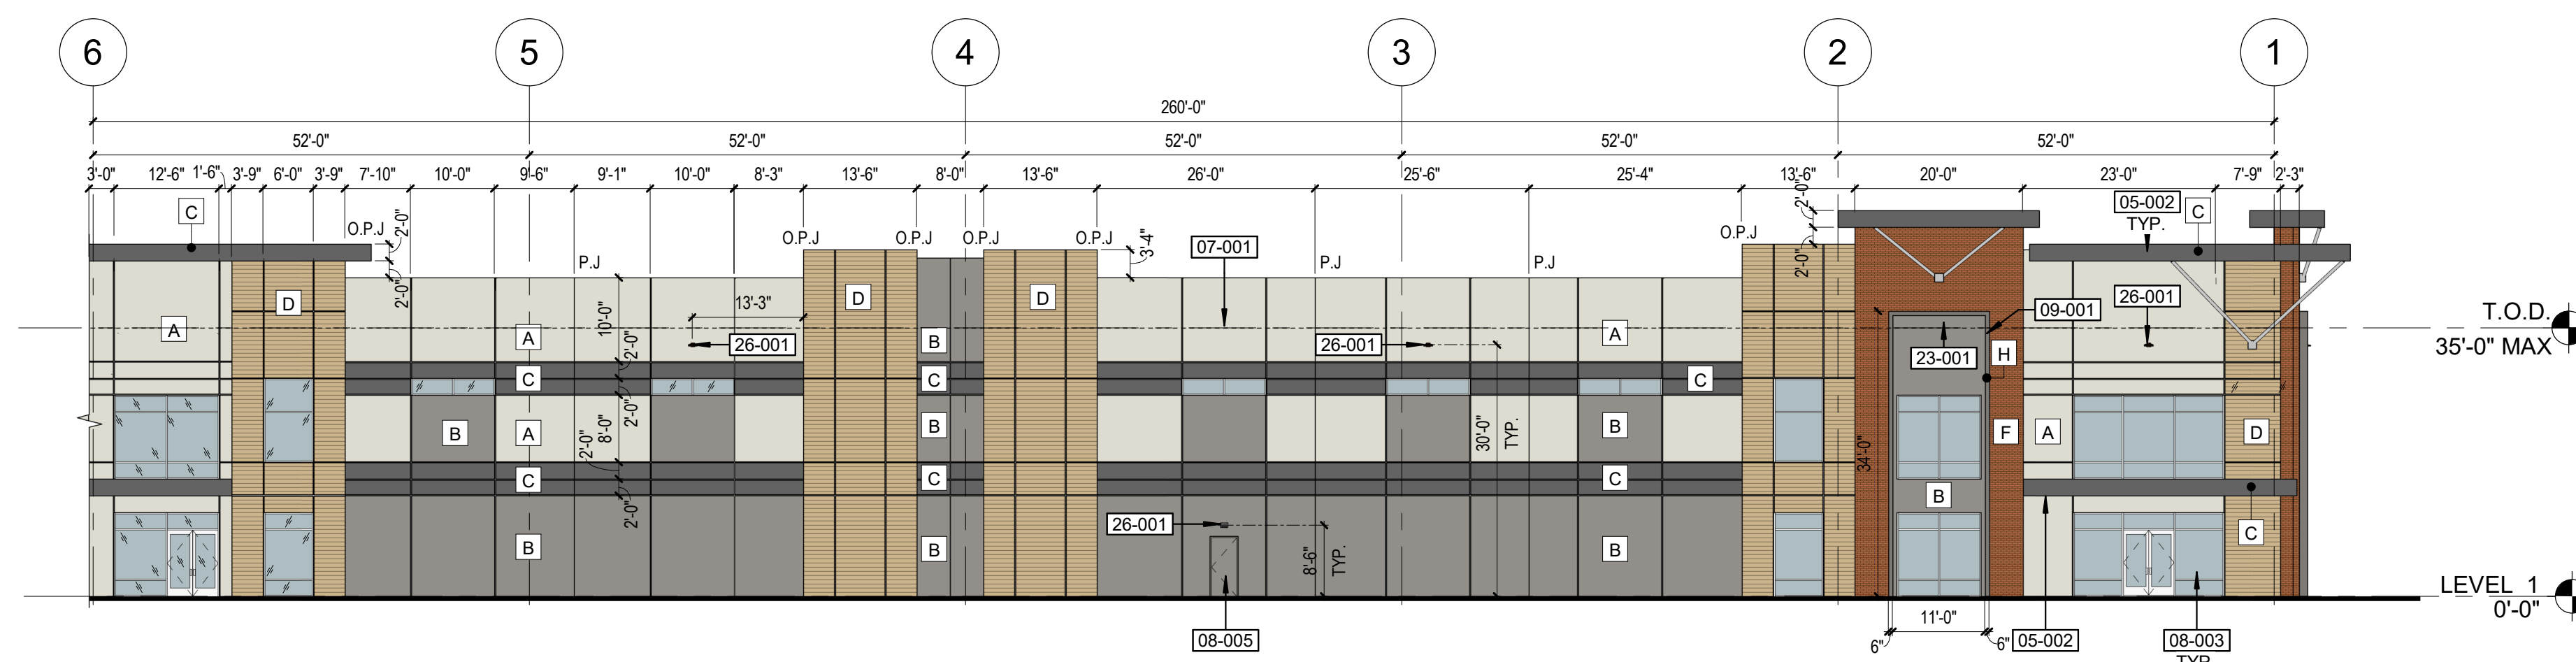 6 5 4 3 2 1
260'-0"
52'-0" 52'-0" 52'-0" 52'-0" 52'-0"
3'-0" 12'-6" 1'-6" 3'-9" 6'-0" 3'-9" 7'-10" 10'-0" 9'-6" 9'-1" 10'-0" 8'-3" 13'-6" 8'-0" 13'-6" 26'-0" 25'-6" 25'-4" 13'-6" 20'-0" 23'-0" 7'-9" 2'-3"
2'-0"
05-002
TYP.
C C
2'-0"
O.P.J O.P.J O.P.J O.P.J O.P.J O.P.J
3'-4"
07-001
2'-0"
P.J P.J P.J
2'-0"
D D D
13'-3"
26-001
09-001
T.O.D.
35'-0" MAX
A A B A
10'-0"
26-001 26-001
23-001
H
2'-0"
C C C
2'-0"
B A B B F A D
8'-0"
2'-0"
30'-0"
TYP.
34'-0"
C C C
B
C
2'-0"
26-001
8'-6"
TYP.
B B B
LEVEL 1
0'-0"
11'-0"
6" 6"
08-005
05-002
08-003
TYP.